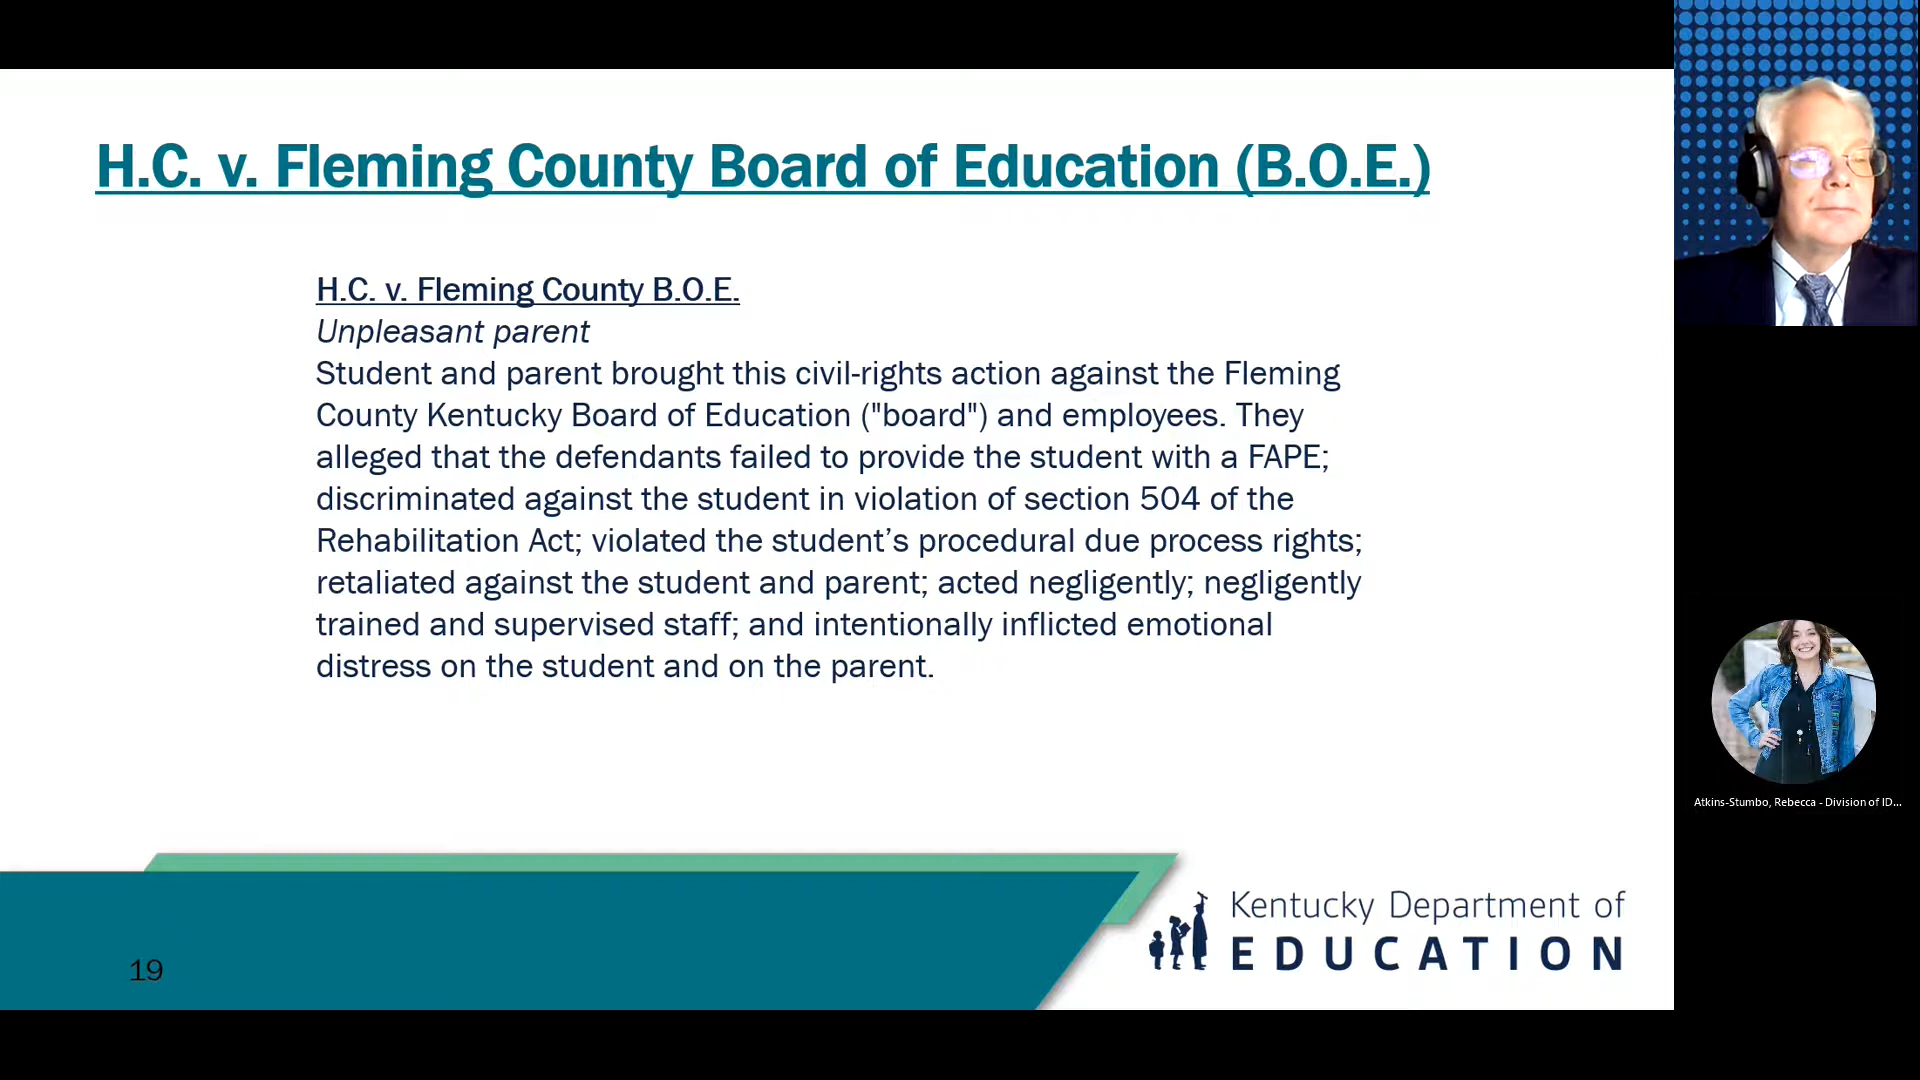 H.C. v. Fleming County Board of Education (B.O.E.)
H.C. v. Fleming County B.O.E.
Unpleasant parent
Student and parent brought this civil-rights action against the Fleming
County Kentucky Board of Education ("board") and employees. They
alleged that the defendants failed to provide the student with a FAPE;
discriminated against the student in violation of section 504 of the
Rehabilitation Act; violated the student’s procedural due process rights;
retaliated against the student and parent; acted negligently; negligently
trained and supervised staff; and intentionally inflicted emotional
distress on the student and on the parent.
Atkins-Stumbo, Rebecca - Division of ID...
Kentucky Department of
EDUCATION
19